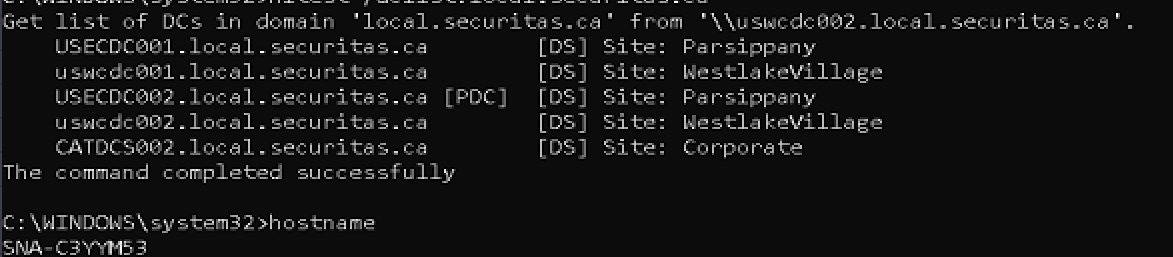 Get list of DCs in domain 'local.securitas.ca' from '\\uswcdc002.local.securitas.ca'.
USECDC001.local.securitas.ca [DS] Site: Parsippany
uswcdc001.local.securitas.ca [DS] Site: WestlakeVillage
USECDC002.local.securitas.ca [PDC] [DS] Site: Parsippany
uswcdc002.local.securitas.ca [DS] Site: WestlakeVillage
CATDCS002.local.securitas.ca [DS] Site: Corporate
The command completed successfully
C:\WINDOWS\system32>hostname
SNA-C3YYM53